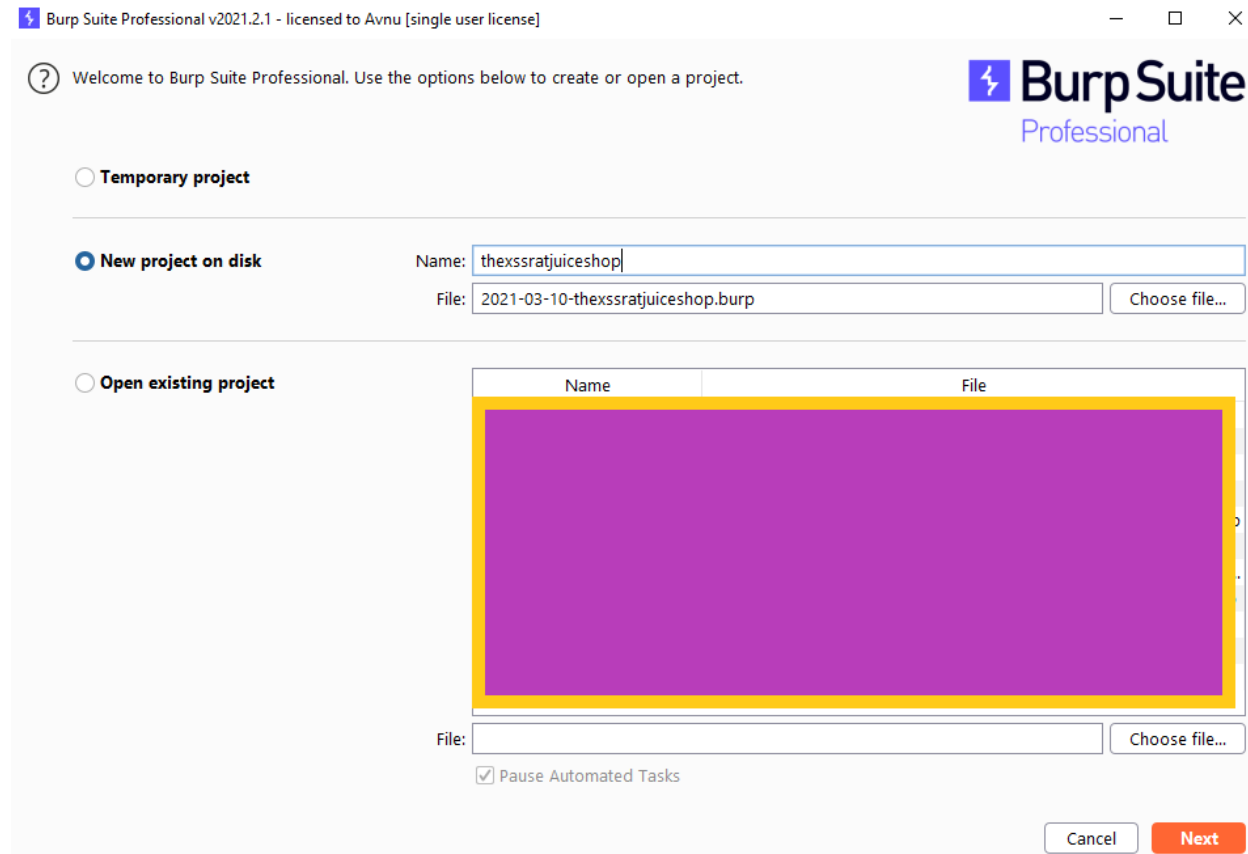 Burp Suite Professional v2021.2.1 - licensed to Avnu [single user license]
? Welcome to Burp Suite Professional. Use the options below to create or open a project.
Burp Suite
Professional
Temporary project
New project on disk
Name: thexssratjuiceshop
File: 2021-03-10-thexssratjuiceshop.burp Choose file...
Open existing project
Name File
File: Choose file...
Pause Automated Tasks
Cancel Next